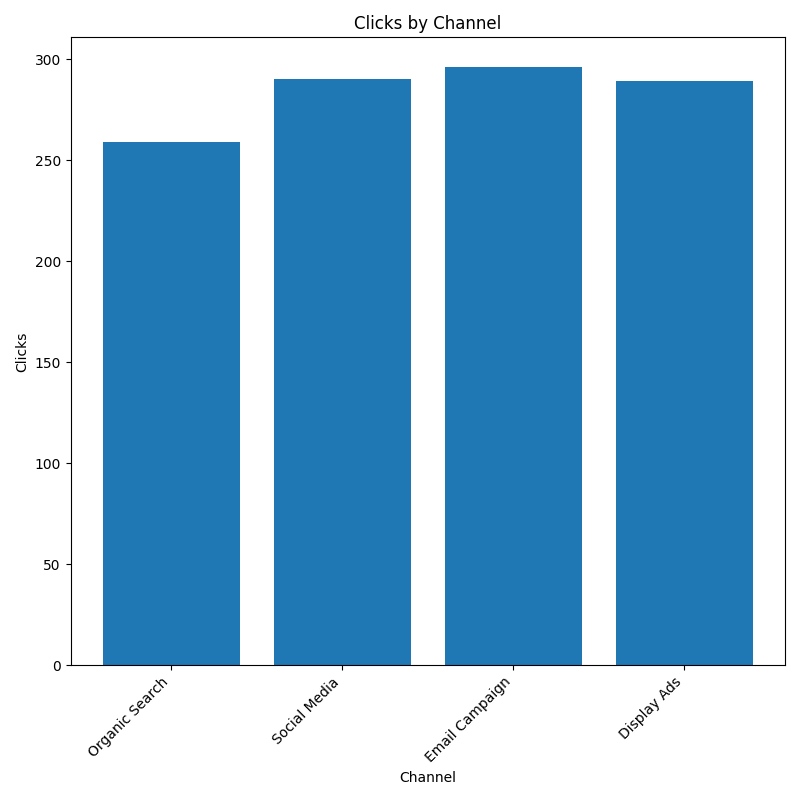 Clicks by Channel
300
250
200
150
100
50
0
Clicks
Organic Search
Social Media
Email Campaign
Display Ads
Channel